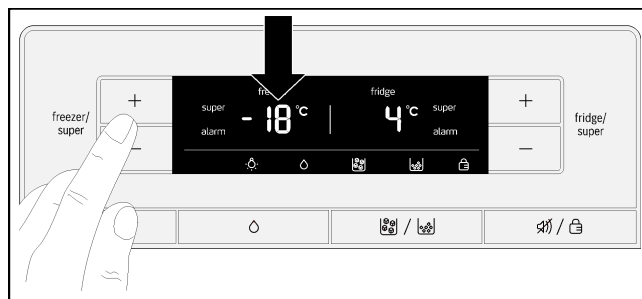 fridge
super
-18°C
4°C
super
alarm
alarm
+
+
freezer/
super
fridge/
super
−
−
/
/